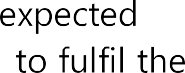 expected
to fulfil the